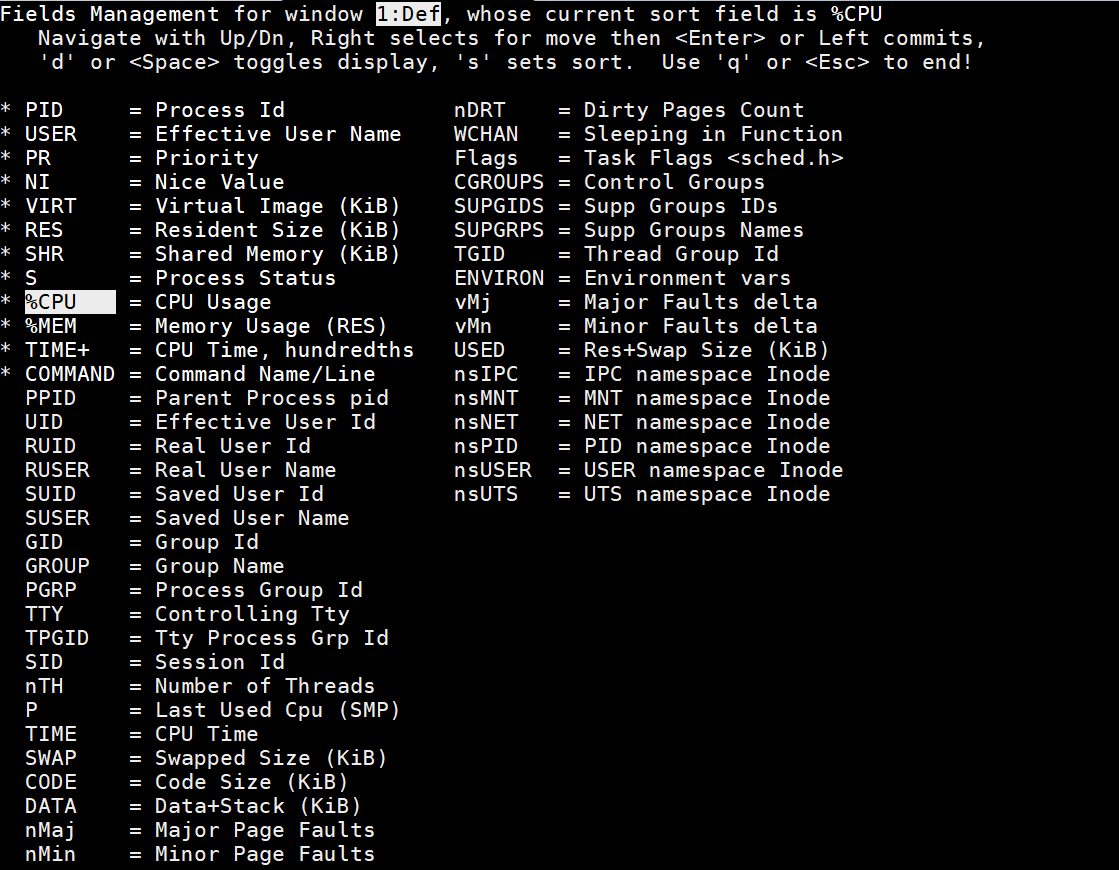 Fields Management for window 1:Def, whose current sort field is %CPU
   Navigate with Up/Dn, Right selects for move then <Enter> or Left commits,
   'd' or <Space> toggles display, 's' sets sort.  Use 'q' or <Esc> to end!

* PID     = Process Id             nDRT    = Dirty Pages Count
* USER    = Effective User Name    WCHAN   = Sleeping in Function
* PR      = Priority               Flags   = Task Flags <sched.h>
* NI      = Nice Value             CGROUPS = Control Groups
* VIRT    = Virtual Image (KiB)    SUPGIDS = Supp Groups IDs
* RES     = Resident Size (KiB)    SUPGRPS = Supp Groups Names
* SHR     = Shared Memory (KiB)    TGID    = Thread Group Id
* S       = Process Status         ENVIRON = Environment vars
* %CPU    = CPU Usage              vMj     = Major Faults delta
* %MEM    = Memory Usage (RES)     vMn     = Minor Faults delta
* TIME+   = CPU Time, hundredths   USED    = Res+Swap Size (KiB)
* COMMAND = Command Name/Line      nsIPC   = IPC namespace Inode
  PPID    = Parent Process pid     nsMNT   = MNT namespace Inode
  UID     = Effective User Id      nsNET   = NET namespace Inode
  RUID    = Real User Id           nsPID   = PID namespace Inode
  RUSER   = Real User Name         nsUSER  = USER namespace Inode
  SUID    = Saved User Id          nsUTS   = UTS namespace Inode
  SUSER   = Saved User Name
  GID     = Group Id
  GROUP   = Group Name
  PGRP    = Process Group Id
  TTY     = Controlling Tty
  TPGID   = Tty Process Grp Id
  SID     = Session Id
  nTH     = Number of Threads
  P       = Last Used Cpu (SMP)
  TIME    = CPU Time
  SWAP    = Swapped Size (KiB)
  CODE    = Code Size (KiB)
  DATA    = Data+Stack (KiB)
  nMaj    = Major Page Faults
  nMin    = Minor Page Faults